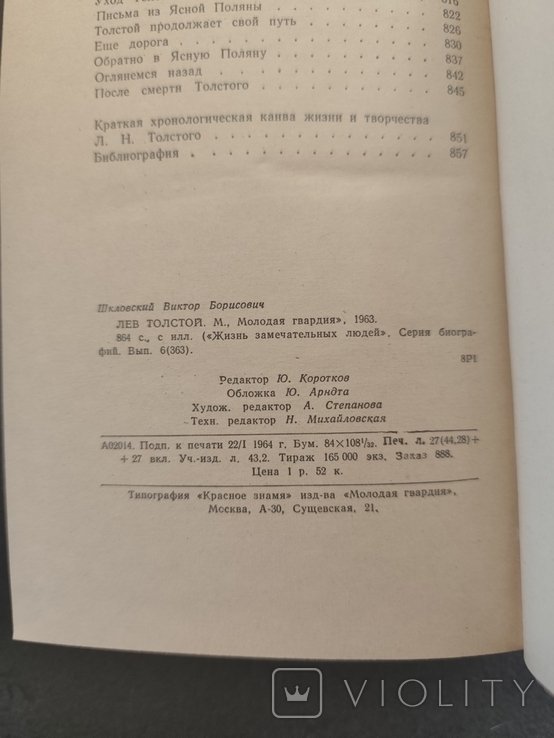 Письма из Ясной Поляны . . . . . . . . . . . . 822
Толстой продолжает свой путь . . . . . . . . . 826
Еще дорога . . . . . . . . . . . . . . . . 830
Обратно в Ясную Поляну . . . . . . . . . . . . 837
Оглянемся назад . . . . . . . . . . . . . . 842
После смерти Толстого . . . . . . . . . . . . 845
Краткая хронологическая канва жизни и творчества
Л. Н. Толстого . . . . . . . . . . . . . . 851
Библиография . . . . . . . . . . . . . . . 857
Шкловский Виктор Борисович
ЛЕВ ТОЛСТОЙ. М., Молодая гвардия», 1963.
864 с., с илл. («Жизнь замечательных людей». Серия биогра-
фий. Вып. 6(363).
8Р1
Редактор Ю. Коротков
Обложка Ю. Арндта
Худож. редактор А. Степанова
Техн. редактор Н. Михайловская
А02014. Подп. к печати 22/I 1964 г. Бум. 84×108¹/₃₂. Печ. л. 27(44,28)+
+ 27 вкл. Уч.-изд. л. 43,2. Тираж 165 000 экз. Заказ 888.
Цена 1 р. 52 к.
Типография «Красное знамя» изд-ва «Молодая гвардия».
Москва, А-30, Сущевская, 21.
VIOLITY